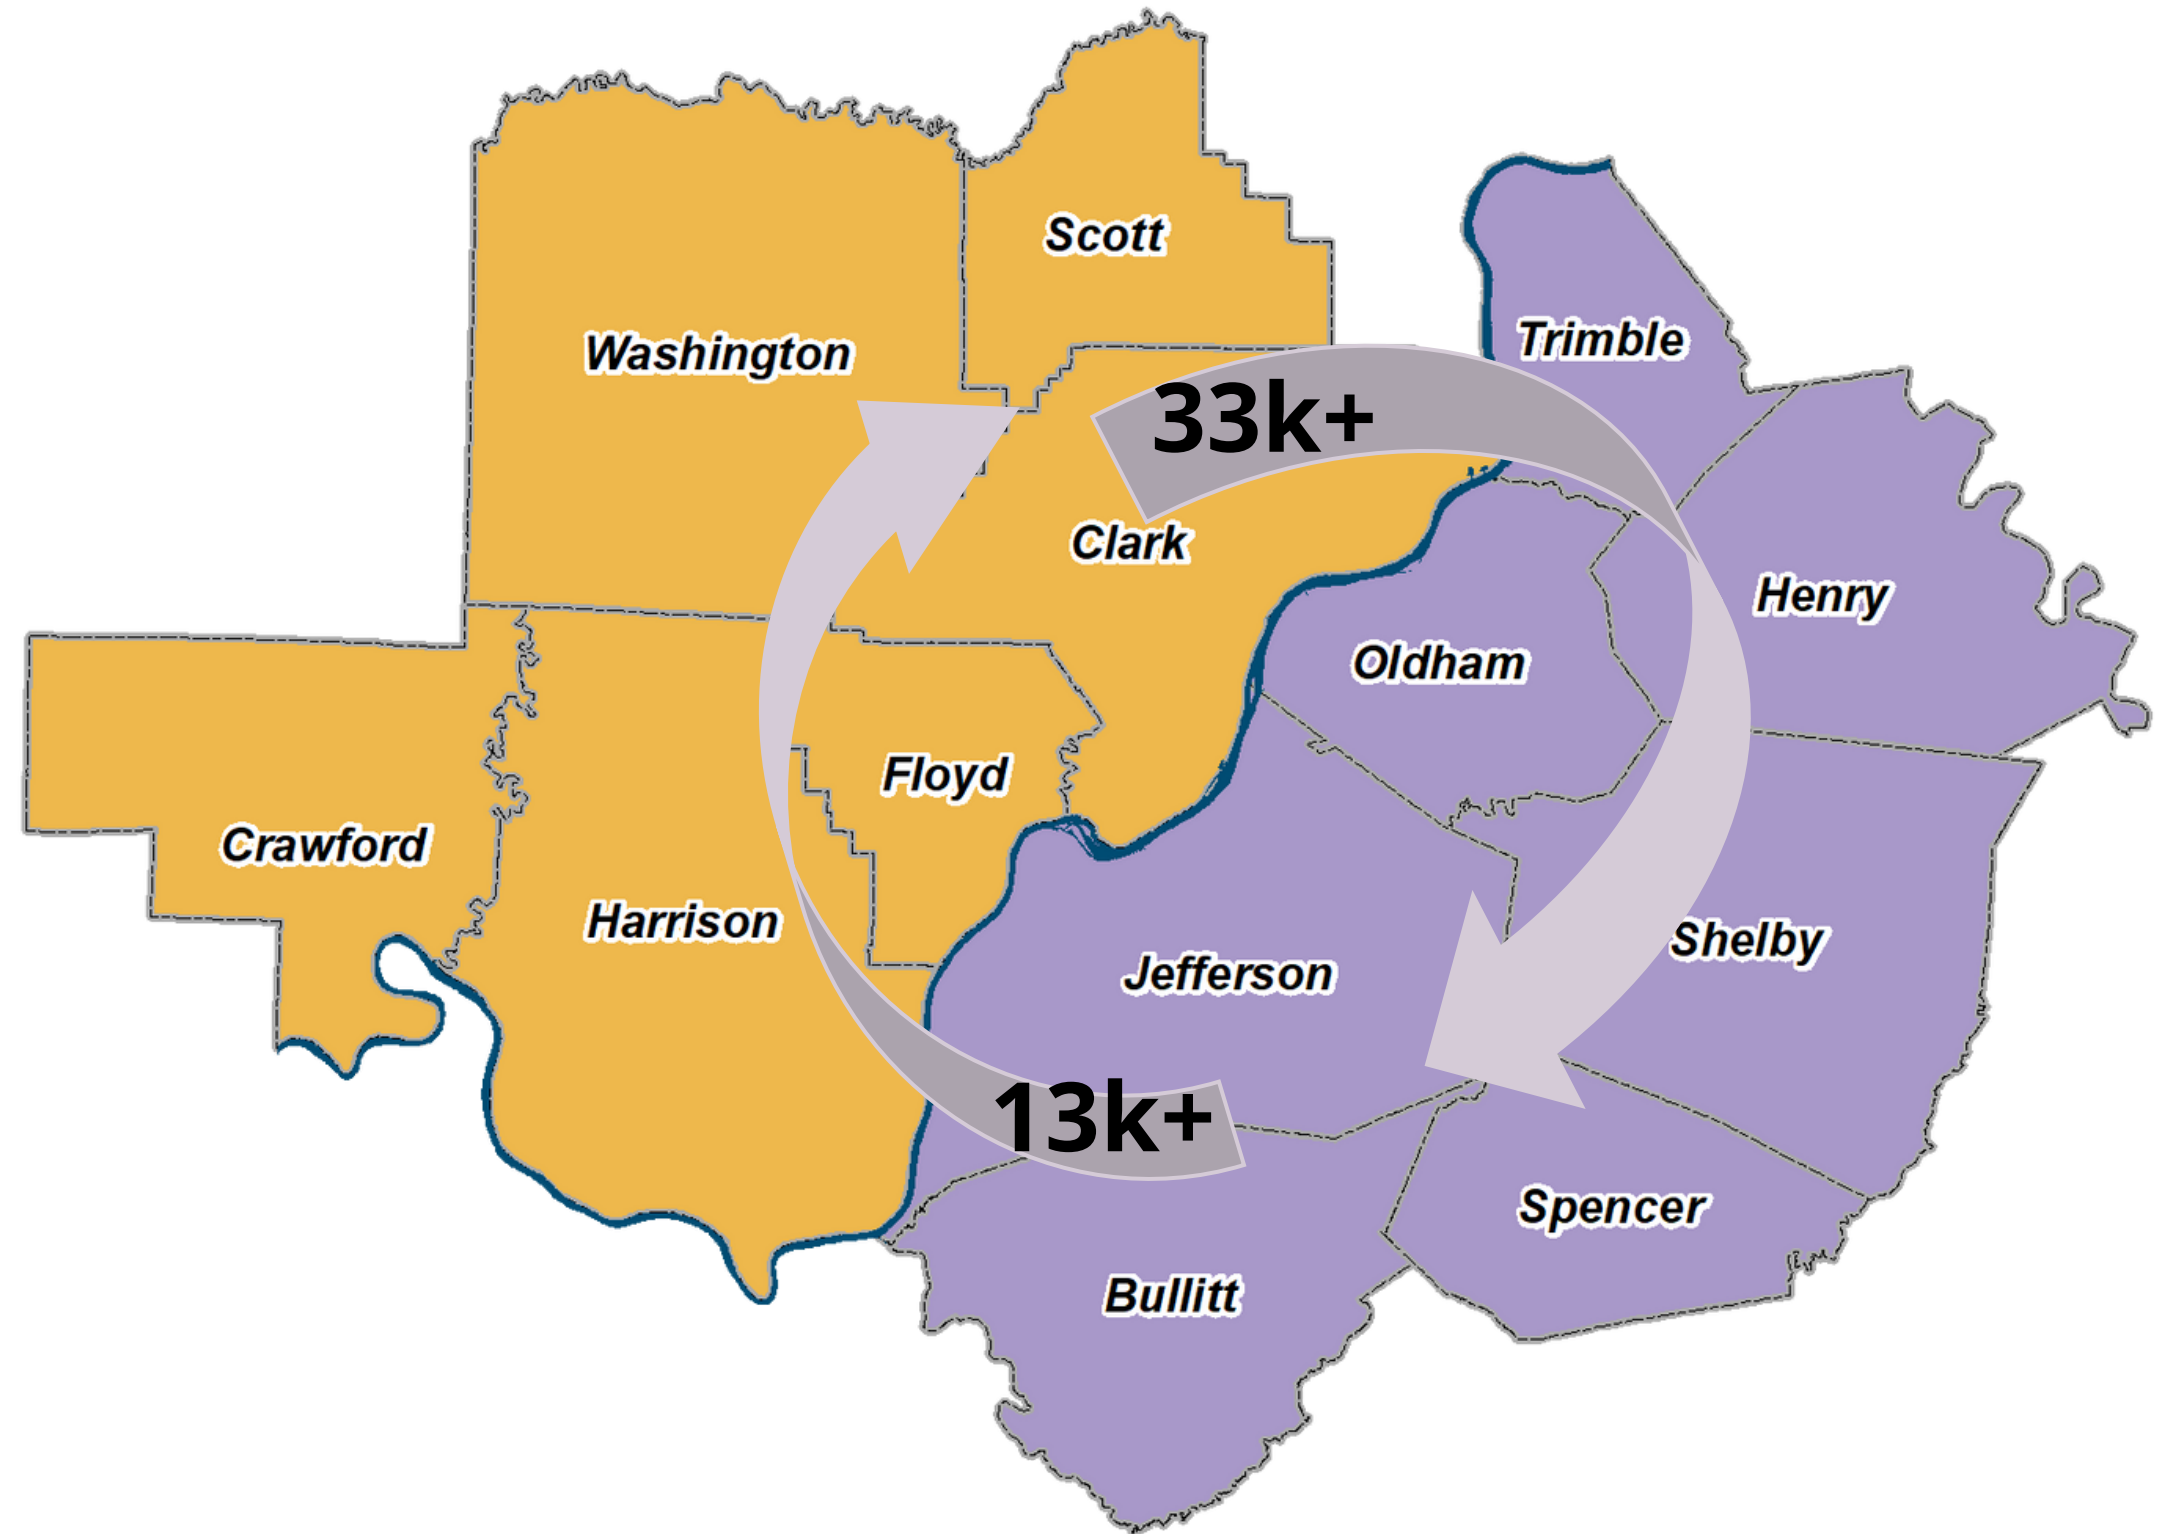 Scott
Trimble
Washington
33k+
Clark
Henry
Oldham
Floyd
Crawford
Harrison
Shelby
Jefferson
13k+
Spencer
Bullitt